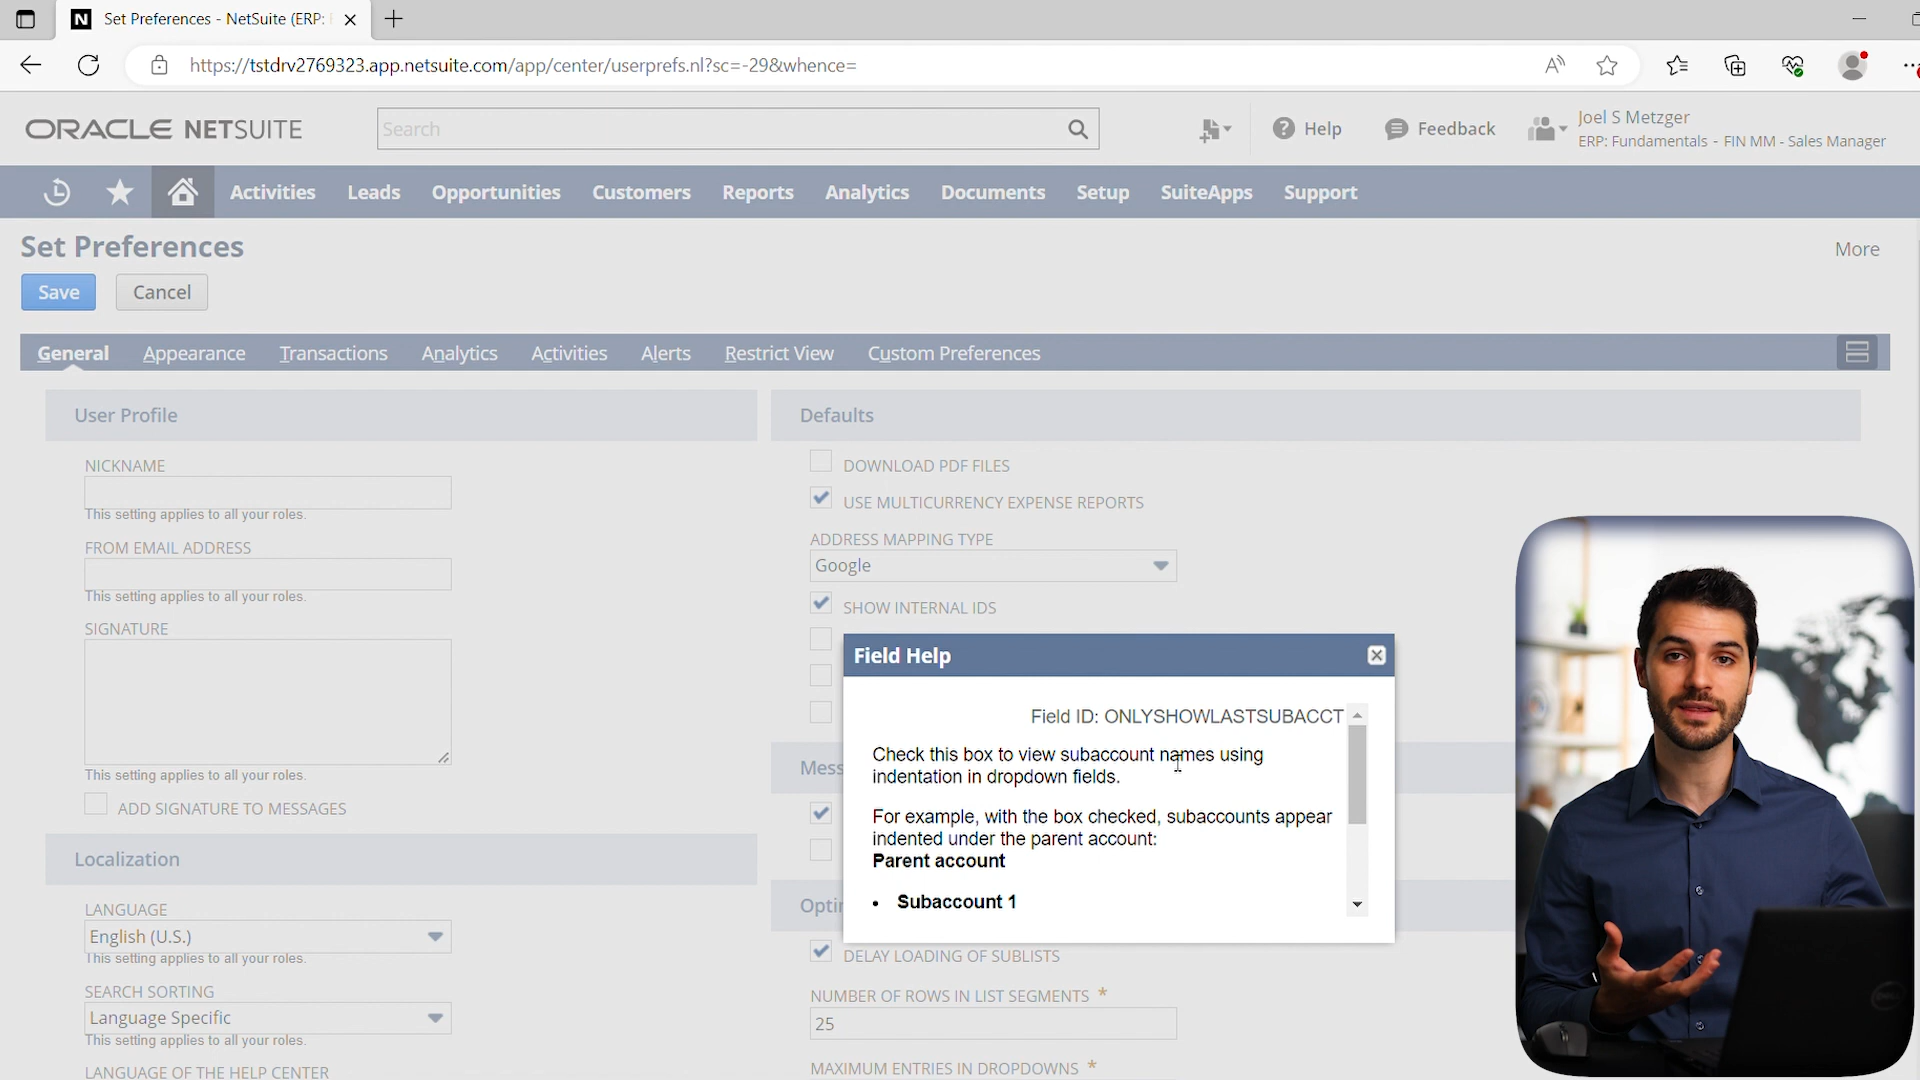 Set Preferences - NetSuite (ERP:
https://tstdrv2769323.app.netsuite.com/app/center/userprefs.nl?sc=-29&whence=
ORACLE NETSUITE
Search
Help
Feedback
Joel S Metzger
ERP: Fundamentals - FIN MM - Sales Manager
Activities
Leads
Opportunities
Customers
Reports
Analytics
Documents
Setup
SuiteApps
Support
Set Preferences
More
Save
Cancel
General
Appearance
Transactions
Analytics
Activities
Alerts
Restrict View
Custom Preferences
User Profile
NICKNAME
This setting applies to all your roles.
FROM EMAIL ADDRESS
This setting applies to all your roles.
SIGNATURE
This setting applies to all your roles.
ADD SIGNATURE TO MESSAGES
Localization
LANGUAGE
English (U.S.)
This setting applies to all your roles.
SEARCH SORTING
Language Specific
This setting applies to all your roles.
LANGUAGE OF THE HELP CENTER
Defaults
DOWNLOAD PDF FILES
USE MULTICURRENCY EXPENSE REPORTS
ADDRESS MAPPING TYPE
Google
SHOW INTERNAL IDS
Field Help
Field ID: ONLYSHOWLASTSUBACCT
Check this box to view subaccount names using
indentation in dropdown fields.
For example, with the box checked, subaccounts appear
indented under the parent account:
Parent account
• Subaccount 1
Mess
Opti
DELAY LOADING OF SUBLISTS
NUMBER OF ROWS IN LIST SEGMENTS *
25
MAXIMUM ENTRIES IN DROPDOWNS *